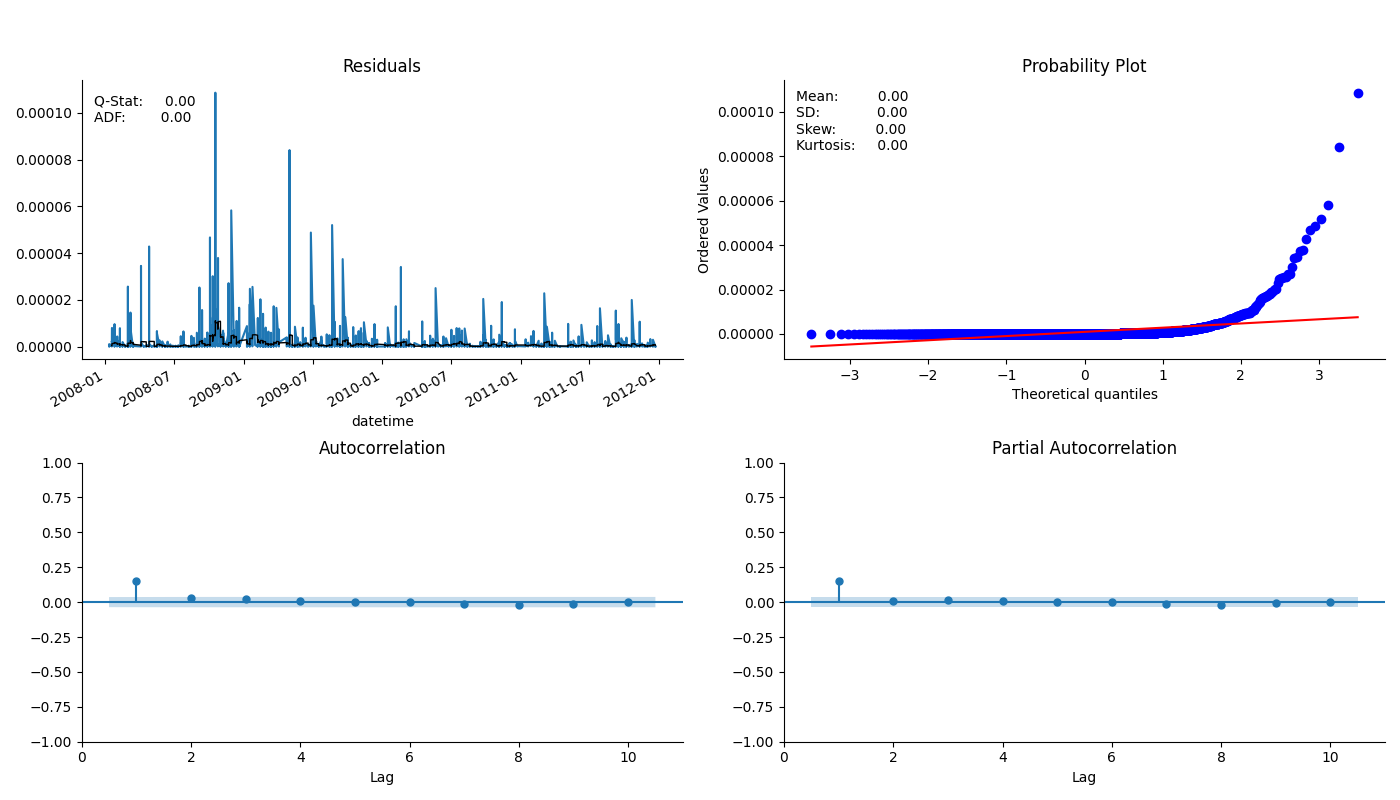 Residuals
Q-Stat: 0.00
ADF: 0.00
0.00010
0.00008
0.00006
0.00004
0.00002
0.00000
2008-01
2008-07
2009-01
2009-07
2010-01
2010-07
2011-01
2011-07
2012-01
datetime
Probability Plot
Mean: 0.00
SD: 0.00
Skew: 0.00
Kurtosis: 0.00
Ordered Values
0.00010
0.00008
0.00006
0.00004
0.00002
0.00000
−3 −2 −1 0 1 2 3
Theoretical quantiles
Autocorrelation
1.00
0.75
0.50
0.25
0.00
−0.25
−0.50
−0.75
−1.00
0 2 4 6 8 10
Lag
Partial Autocorrelation
1.00
0.75
0.50
0.25
0.00
−0.25
−0.50
−0.75
−1.00
0 2 4 6 8 10
Lag